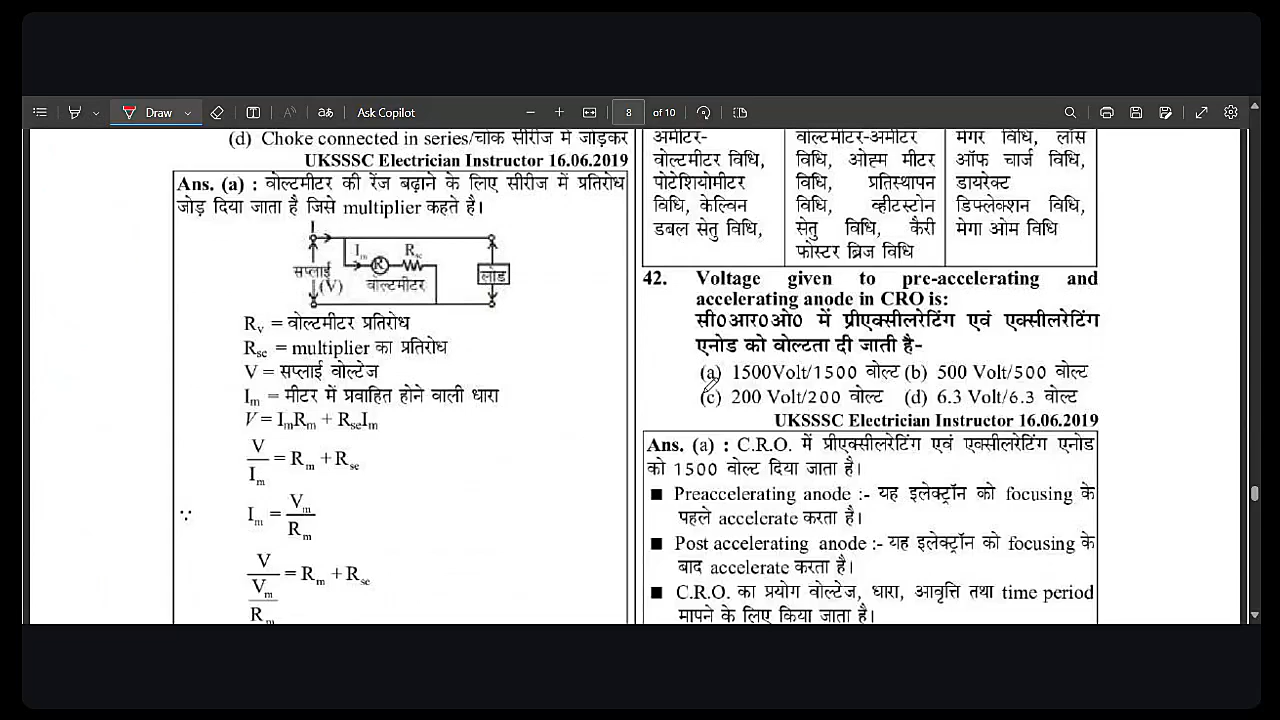 Draw
Ask Copilot
8
of 10
(d) Choke connected in series/चोक सीरीज में जोड़कर
UKSSSC Electrician Instructor 16.06.2019
Ans. (a) : वोल्टमीटर की रेंज बढ़ाने के लिए सीरीज में प्रतिरोध
जोड़ दिया जाता है जिसे multiplier कहते है।
I
Im Rse
सप्लाई
(V)
वोल्टमीटर
लोड
Rv = वोल्टमीटर प्रतिरोध
Rse = multiplier का प्रतिरोध
V = सप्लाई वोल्टेज
Im = मीटर में प्रवाहित होने वाली धारा
V = ImRm + RseIm
V/Im = Rm + Rse
∵ Im = Vm/Rm
V/(Vm/Rm) = Rm + Rse
अमीटर-
वोल्टमीटर विधि,
पोटेशियोमीटर
विधि, केल्विन
डबल सेतु विधि,
वोल्टमीटर-अमीटर
विधि, ओह्म मीटर
विधि, प्रतिस्थापन
विधि, व्हीटस्टोन
सेतु विधि, कैरी
फोस्टर ब्रिज विधि
मेगर विधि, लॉस
ऑफ चार्ज विधि,
डायरेक्ट
डिफ्लेक्शन विधि,
मेगा ओम विधि
42. Voltage given to pre-accelerating and
accelerating anode in CRO is:
सी0आर0ओ0 में प्रीएक्सीलरेटिंग एवं एक्सीलरेटिंग
एनोड को वोल्टता दी जाती है-
(a) 1500Volt/1500 वोल्ट (b) 500 Volt/500 वोल्ट
(c) 200 Volt/200 वोल्ट (d) 6.3 Volt/6.3 वोल्ट
UKSSSC Electrician Instructor 16.06.2019
Ans. (a) : C.R.O. में प्रीएक्सीलरेटिंग एवं एक्सीलरेटिंग एनोड
को 1500 वोल्ट दिया जाता है।
■ Preaccelerating anode :- यह इलेक्ट्रॉन को focusing के
पहले accelerate करता है।
■ Post accelerating anode :- यह इलेक्ट्रॉन को focusing के
बाद accelerate करता है।
■ C.R.O. का प्रयोग वोल्टेज, धारा, आवृत्ति तथा time period
मापने के लिए किया जाता है।